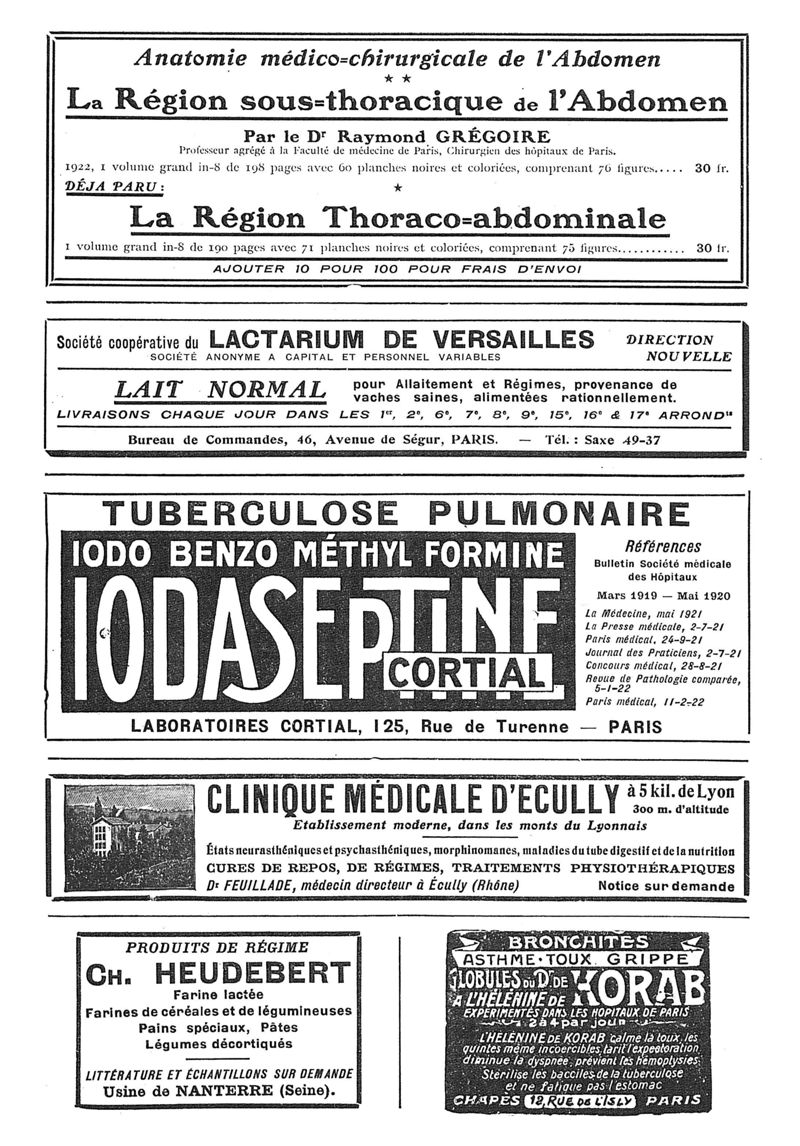 Anatomie médico=chirurgicale de l'Abdomen
★ ★
La Région sous=thoracique de l'Abdomen
Par le Dr Raymond GRÉGOIRE
Professeur agrégé à la Faculté de médecine de Paris, Chirurgien des hôpitaux de Paris.
1922, 1 volume grand in-8 de 198 pages avec 60 planches noires et coloriées, comprenant 76 figures..... 30 fr.
DÉJA PARU :
★
La Région Thoraco=abdominale
1 volume grand in-8 de 190 pages avec 71 planches noires et coloriées, comprenant 75 figures............ 30 fr.
AJOUTER 10 POUR 100 POUR FRAIS D'ENVOI
Société coopérative du LACTARIUM DE VERSAILLES DIRECTION
SOCIÉTÉ ANONYME A CAPITAL ET PERSONNEL VARIABLES NOUVELLE
LAIT NORMAL pour Allaitement et Régimes, provenance de
vaches saines, alimentées rationnellement.
LIVRAISONS CHAQUE JOUR DANS LES 1er, 2e, 6e, 7e, 8e, 9e, 15e, 16e & 17e ARRONDts
Bureau de Commandes, 46, Avenue de Ségur, PARIS. — Tél. : Saxe 49-37
TUBERCULOSE PULMONAIRE
IODO BENZO MÉTHYL FORMINE
IODASEPTINE
CORTIAL
Références
Bulletin Société médicale
des Hôpitaux
Mars 1919 — Mai 1920
La Médecine, mai 1921
La Presse médicale, 2-7-21
Paris médical, 24-9-21
Journal des Praticiens, 2-7-21
Concours médical, 28-8-21
Revue de Pathologie comparée,
5-1-22
Paris médical, 11-2-22
LABORATOIRES CORTIAL, 125, Rue de Turenne — PARIS
CLINIQUE MÉDICALE D'ECULLY à 5 kil. de Lyon
300 m. d'altitude
Etablissement moderne, dans les monts du Lyonnais
États neurasthéniques et psychasthéniques, morphinomanes, maladies du tube digestif et de la nutrition
CURES DE REPOS, DE RÉGIMES, TRAITEMENTS PHYSIOTHÉRAPIQUES
Dr FEUILLADE, médecin directeur à Écully (Rhône) Notice sur demande
PRODUITS DE RÉGIME
CH. HEUDEBERT
Farine lactée
Farines de céréales et de légumineuses
Pains spéciaux, Pâtes
Légumes décortiqués
LITTÉRATURE ET ÉCHANTILLONS SUR DEMANDE
Usine de NANTERRE (Seine).
BRONCHITES
ASTHME · TOUX GRIPPE
GLOBULES DU Dr DE KORAB
A L'HÉLÉNINE DE
EXPÉRIMENTÉS DANS LES HÔPITAUX DE PARIS
2 à 4 par jour
L'HÉLÉNINE DE KORAB calme la toux, les
quintes même incoercibles, tarit l'expectoration
diminue la dyspnée, prévient les hémoptysies
Stérilise les bacilles de la tuberculose
et ne fatigue pas l'estomac
CHAPÈS 12, RUE DE L'ISLY PARIS